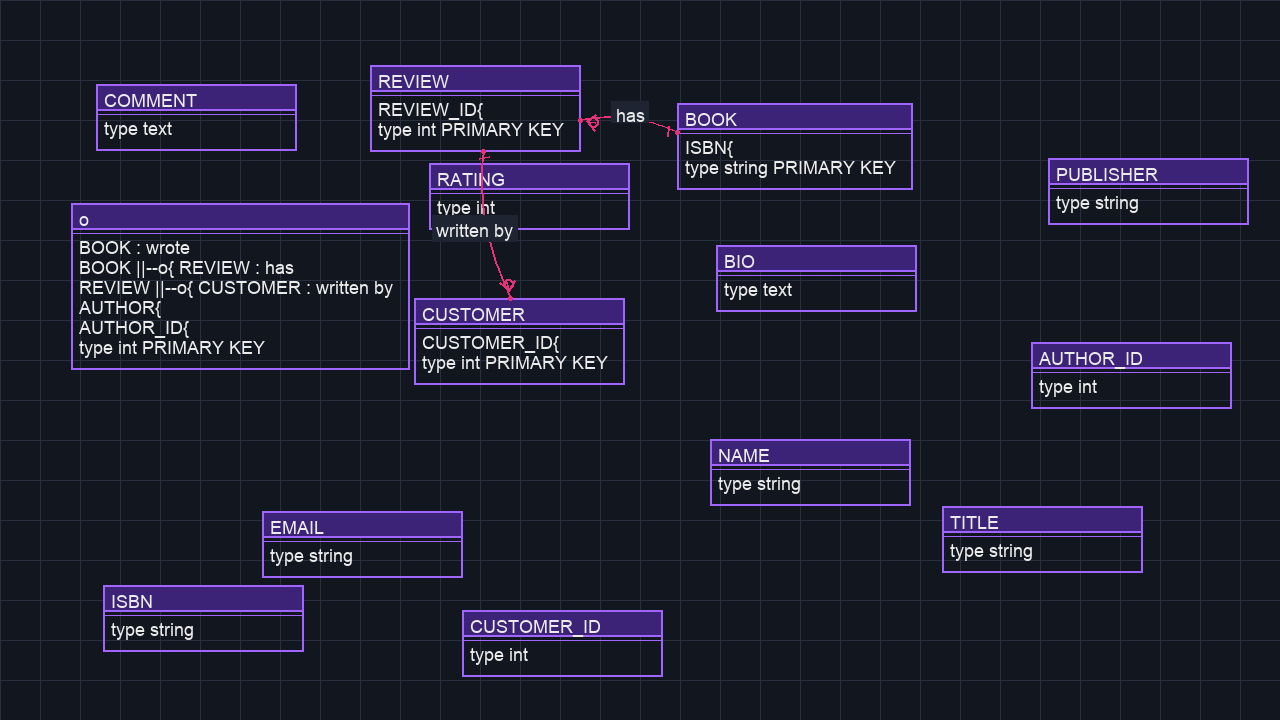 REVIEW
REVIEW_ID{
type int PRIMARY KEY
COMMENT
type text
has
BOOK
ISBN{
type string PRIMARY KEY
RATING
type int
written by
PUBLISHER
type string
o
BOOK : wrote
BOOK ||--o{ REVIEW : has
REVIEW ||--o{ CUSTOMER : written by
AUTHOR{
AUTHOR_ID{
type int PRIMARY KEY
BIO
type text
CUSTOMER
CUSTOMER_ID{
type int PRIMARY KEY
AUTHOR_ID
type int
NAME
type string
TITLE
type string
EMAIL
type string
ISBN
type string
CUSTOMER_ID
type int